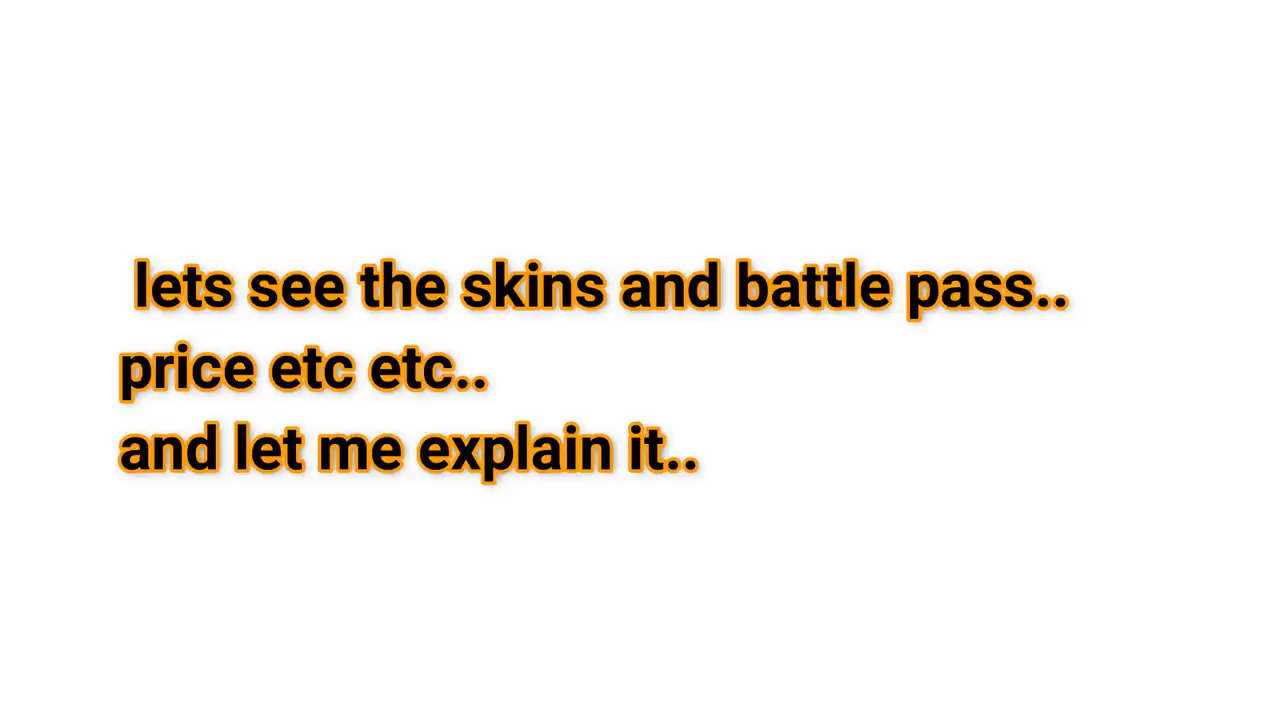 lets see the skins and battle pass..
price etc etc..
and let me explain it..